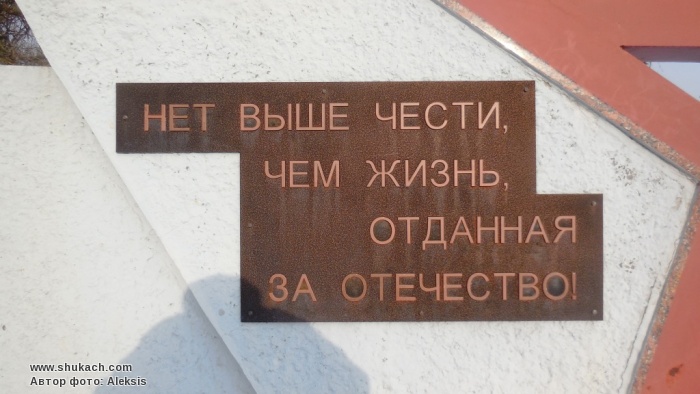 НЕТ ВЫШЕ ЧЕСТИ,
ЧЕМ ЖИЗНЬ,
ОТДАННАЯ
ЗА ОТЕЧЕСТВО!
www.shukach.com
Автор фото: Aleksis